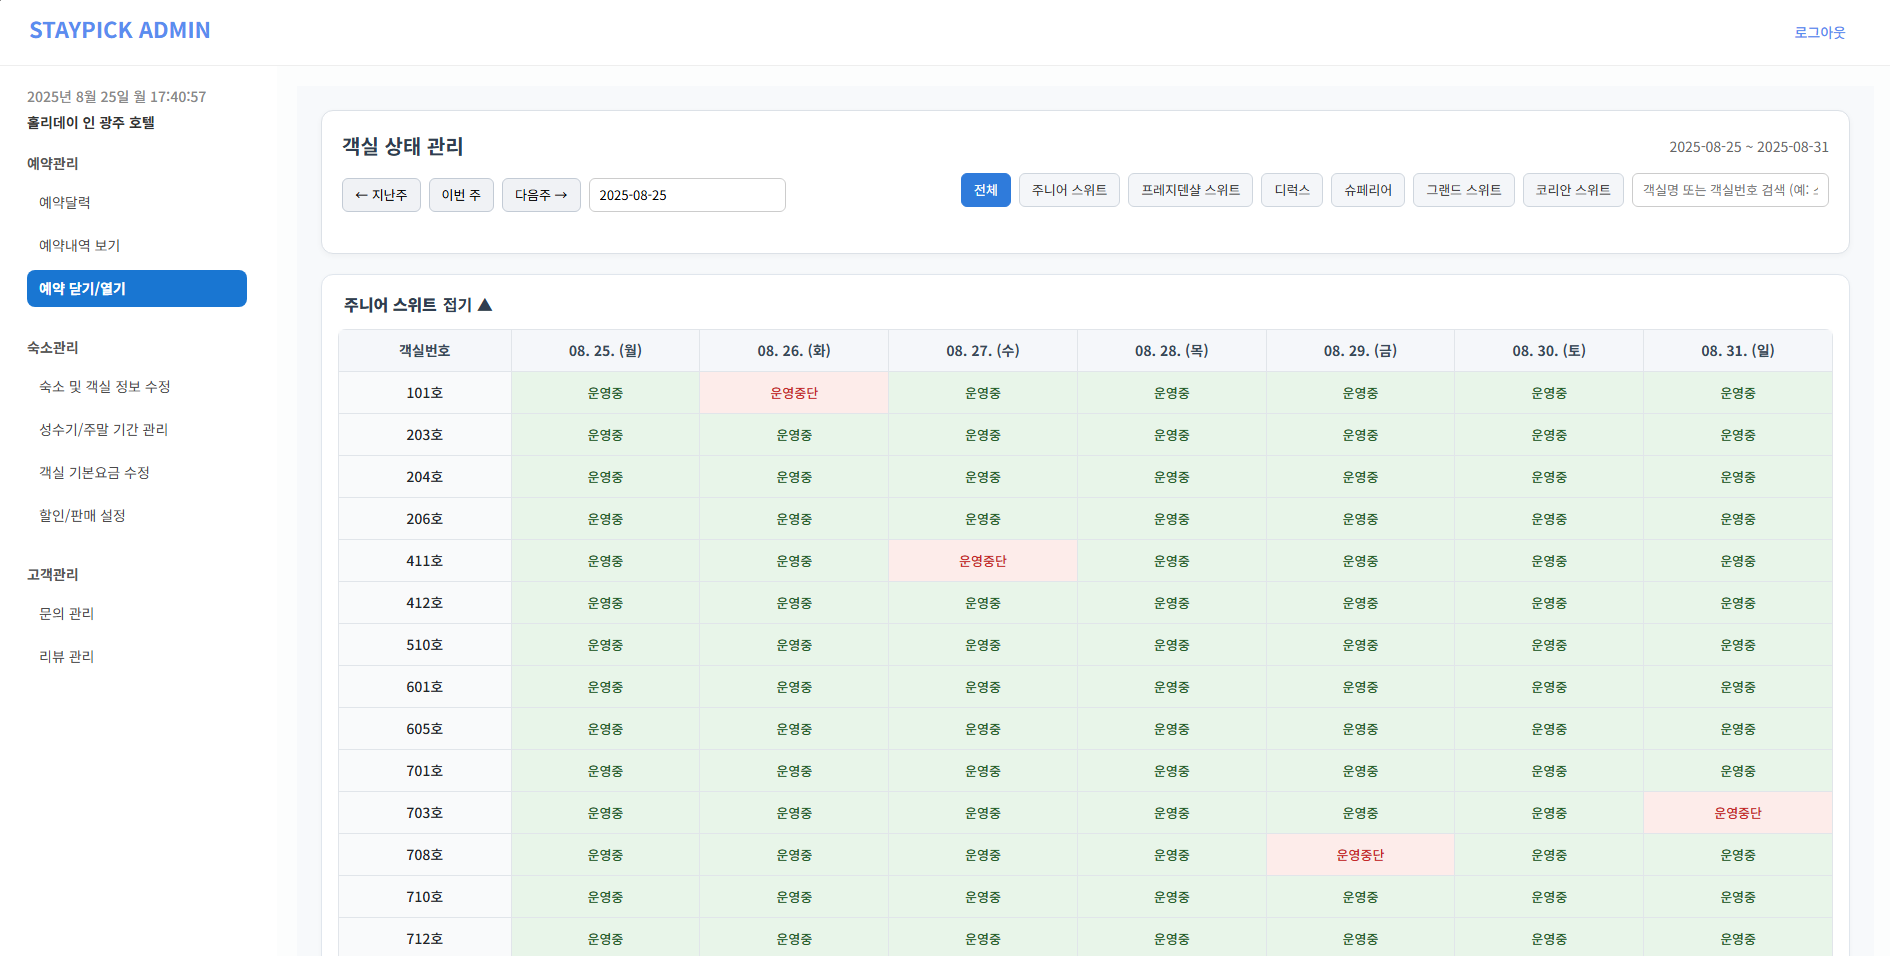 STAYPICK ADMIN
로그아웃
2025년 8월 25일 월 17:40:57
홀리데이 인 광주 호텔
예약관리
예약달력
예약내역 보기
예약 닫기/열기
숙소관리
숙소 및 객실 정보 수정
성수기/주말 기간 관리
객실 기본요금 수정
할인/판매 설정
고객관리
문의 관리
리뷰 관리
객실 상태 관리
2025-08-25 ~ 2025-08-31
← 지난주 이번 주 다음주 → 2025-08-25
전체 주니어 스위트 프레지덴샬 스위트 디럭스 슈페리어 그랜드 스위트 코리안 스위트 객실명 또는 객실번호 검색 (예:
주니어 스위트 접기 ▲
객실번호 08. 25. (월) 08. 26. (화) 08. 27. (수) 08. 28. (목) 08. 29. (금) 08. 30. (토) 08. 31. (일)
101호 운영중 운영중단 운영중 운영중 운영중 운영중 운영중
203호 운영중 운영중 운영중 운영중 운영중 운영중 운영중
204호 운영중 운영중 운영중 운영중 운영중 운영중 운영중
206호 운영중 운영중 운영중 운영중 운영중 운영중 운영중
411호 운영중 운영중 운영중단 운영중 운영중 운영중 운영중
412호 운영중 운영중 운영중 운영중 운영중 운영중 운영중
510호 운영중 운영중 운영중 운영중 운영중 운영중 운영중
601호 운영중 운영중 운영중 운영중 운영중 운영중 운영중
605호 운영중 운영중 운영중 운영중 운영중 운영중 운영중
701호 운영중 운영중 운영중 운영중 운영중 운영중 운영중
703호 운영중 운영중 운영중 운영중 운영중 운영중 운영중단
708호 운영중 운영중 운영중 운영중 운영중단 운영중 운영중
710호 운영중 운영중 운영중 운영중 운영중 운영중 운영중
712호 운영중 운영중 운영중 운영중 운영중 운영중 운영중